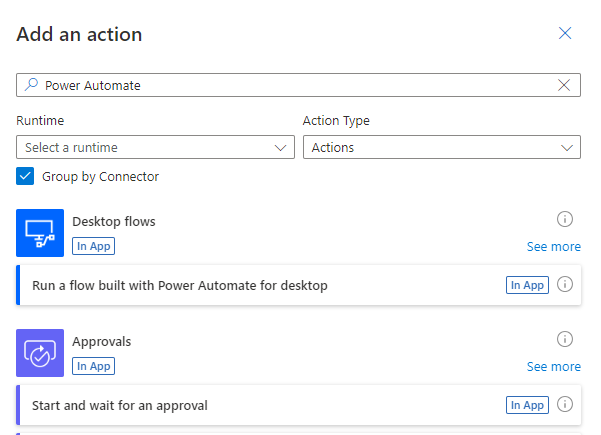 Add an action
Power Automate
Runtime
Action Type
Select a runtime
Actions
Group by Connector
Desktop flows
In App
See more
Run a flow built with Power Automate for desktop
In App
Approvals
In App
See more
Start and wait for an approval
In App